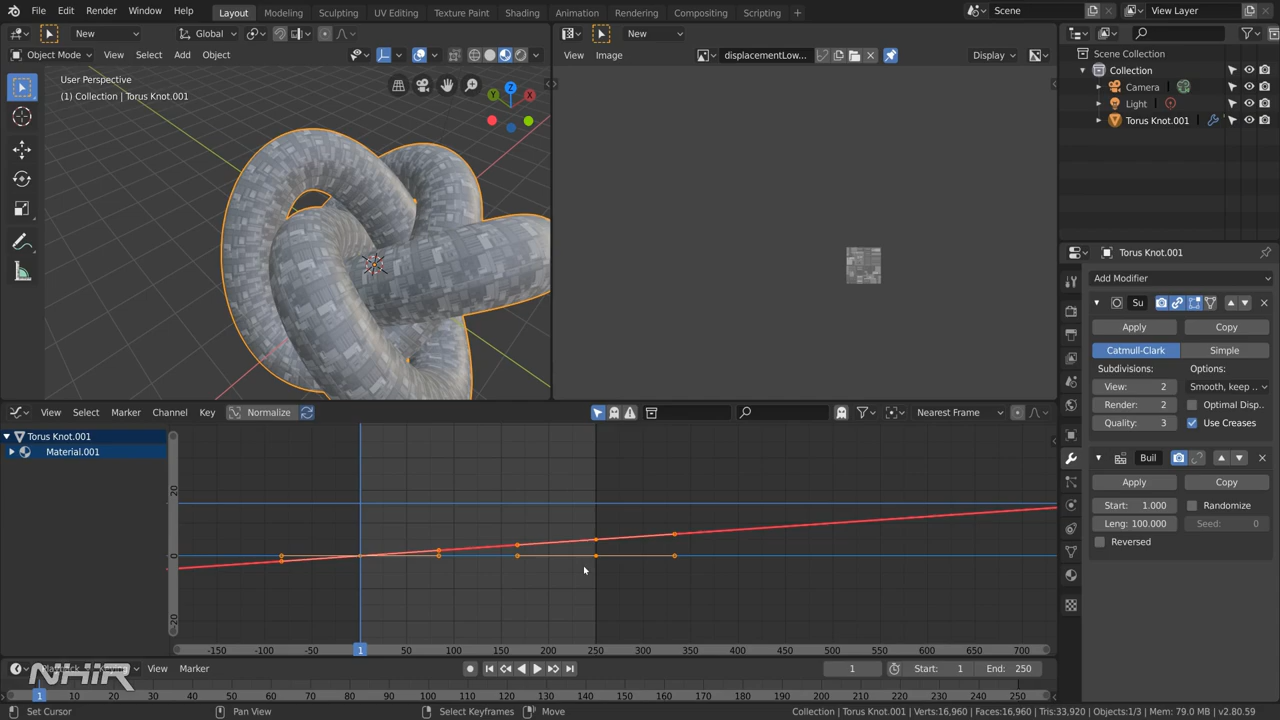 File Edit Render Window Help Layout Modeling Sculpting UV Editing Texture Paint Shading Animation Rendering Compositing Scripting + Scene View Layer
New Global New displacementLow... Display
Object Mode View Select Add Object View Image
User Perspective
(1) Collection | Torus Knot.001
Z
Y
X
Scene Collection
Collection
Camera
Light
Torus Knot.001
Torus Knot.001
Add Modifier
Su
Apply Copy
Catmull-Clark Simple
Subdivisions: Options:
View: 2 Smooth, keep ..
Render: 2 Optimal Disp..
Quality: 3 Use Creases
Buil
Apply Copy
Start: 1.000 Randomize
Leng: 100.000 Seed: 0
Reversed
View Select Marker Channel Key Normalize Nearest Frame
Torus Knot.001
Material.001
20
0
-20
-150 -100 -50 1 50 100 150 200 250 300 350 400 450 500 550 600 650 700
View Marker 1 Start: 1 End: 250
NHiR
1 10 20 30 40 50 60 70 80 90 100 110 120 130 140 150 160 170 180 190 200 210 220 230 240 250
Set Cursor Pan View Select Keyframes Move Collection | Torus Knot.001 | Verts:16,960 | Faces:16,960 | Tris:33,920 | Objects:1/3 | Mem: 79.0 MB | v2.80.59